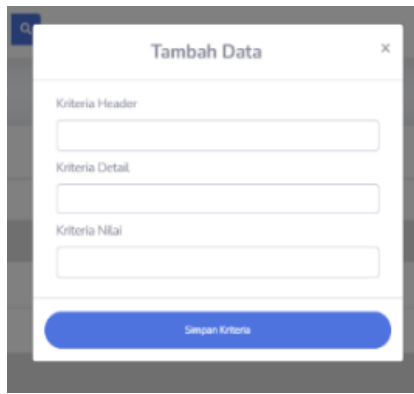 Tambah Data
×
Kriteria Header
Kriteria Detail
Kriteria Nilai
Simpan Kriteria